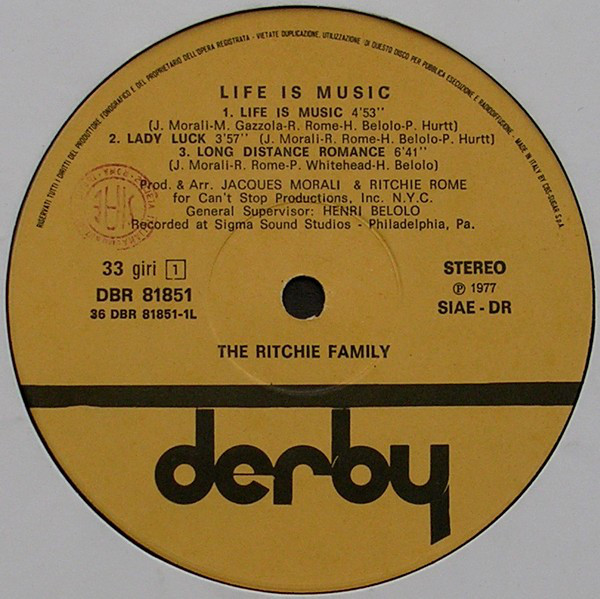 RISERVATI TUTTI I DIRITTI DEL PRODUTTORE FONOGRAFICO E DEL PROPRIETARIO DELL'OPERA REGISTRATA - VIETATE DUPLICAZIONE, UTILIZZAZIONE DI QUESTO DISCO PER PUBBLICA ESECUZIONE E RADIODIFFUSIONE. - MADE IN ITALY BY CBS-SUGAR S.P.A.
LIFE IS MUSIC
1. LIFE IS MUSIC 4'53''
(J. Morali-M. Gazzola-R. Rome-H. Belolo-P. Hurtt)
2. LADY LUCK 3'57'' (J. Morali-R. Rome-H. Belolo-P. Hurtt)
3. LONG DISTANCE ROMANCE 6'41''
(J. Morali-R. Rome-P. Whitehead-H. Belolo)
Prod. & Arr. JACQUES MORALI & RITCHIE ROME
for Can't Stop Productions, Inc. N.Y.C.
General Supervisor: HENRI BELOLO
Recorded at Sigma Sound Studios - Philadelphia, Pa.
33 giri 1
DBR 81851
36 DBR 81851-1L
STEREO
Ⓟ 1977
SIAE - DR
THE RITCHIE FAMILY
derby